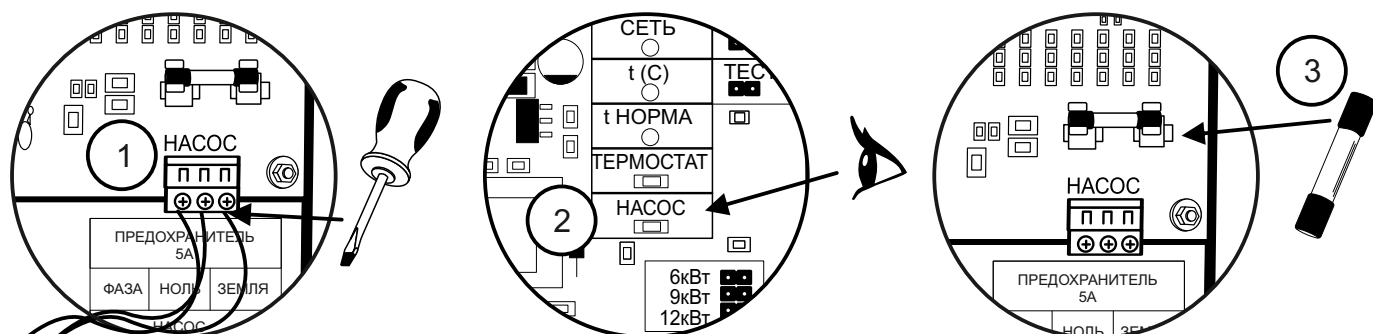 1
НАСОС
ПРЕДОХРАНИТЕЛЬ
5А
ФАЗА НОЛЬ ЗЕМЛЯ
НАСОС
СЕТЬ
t (C)
ТЕСТ
t НОРМА
ТЕРМОСТАТ
НАСОС
2
6кВт
9кВт
12кВт
3
НАСОС
ПРЕДОХРАНИТЕЛЬ
5А
НОЛЬ